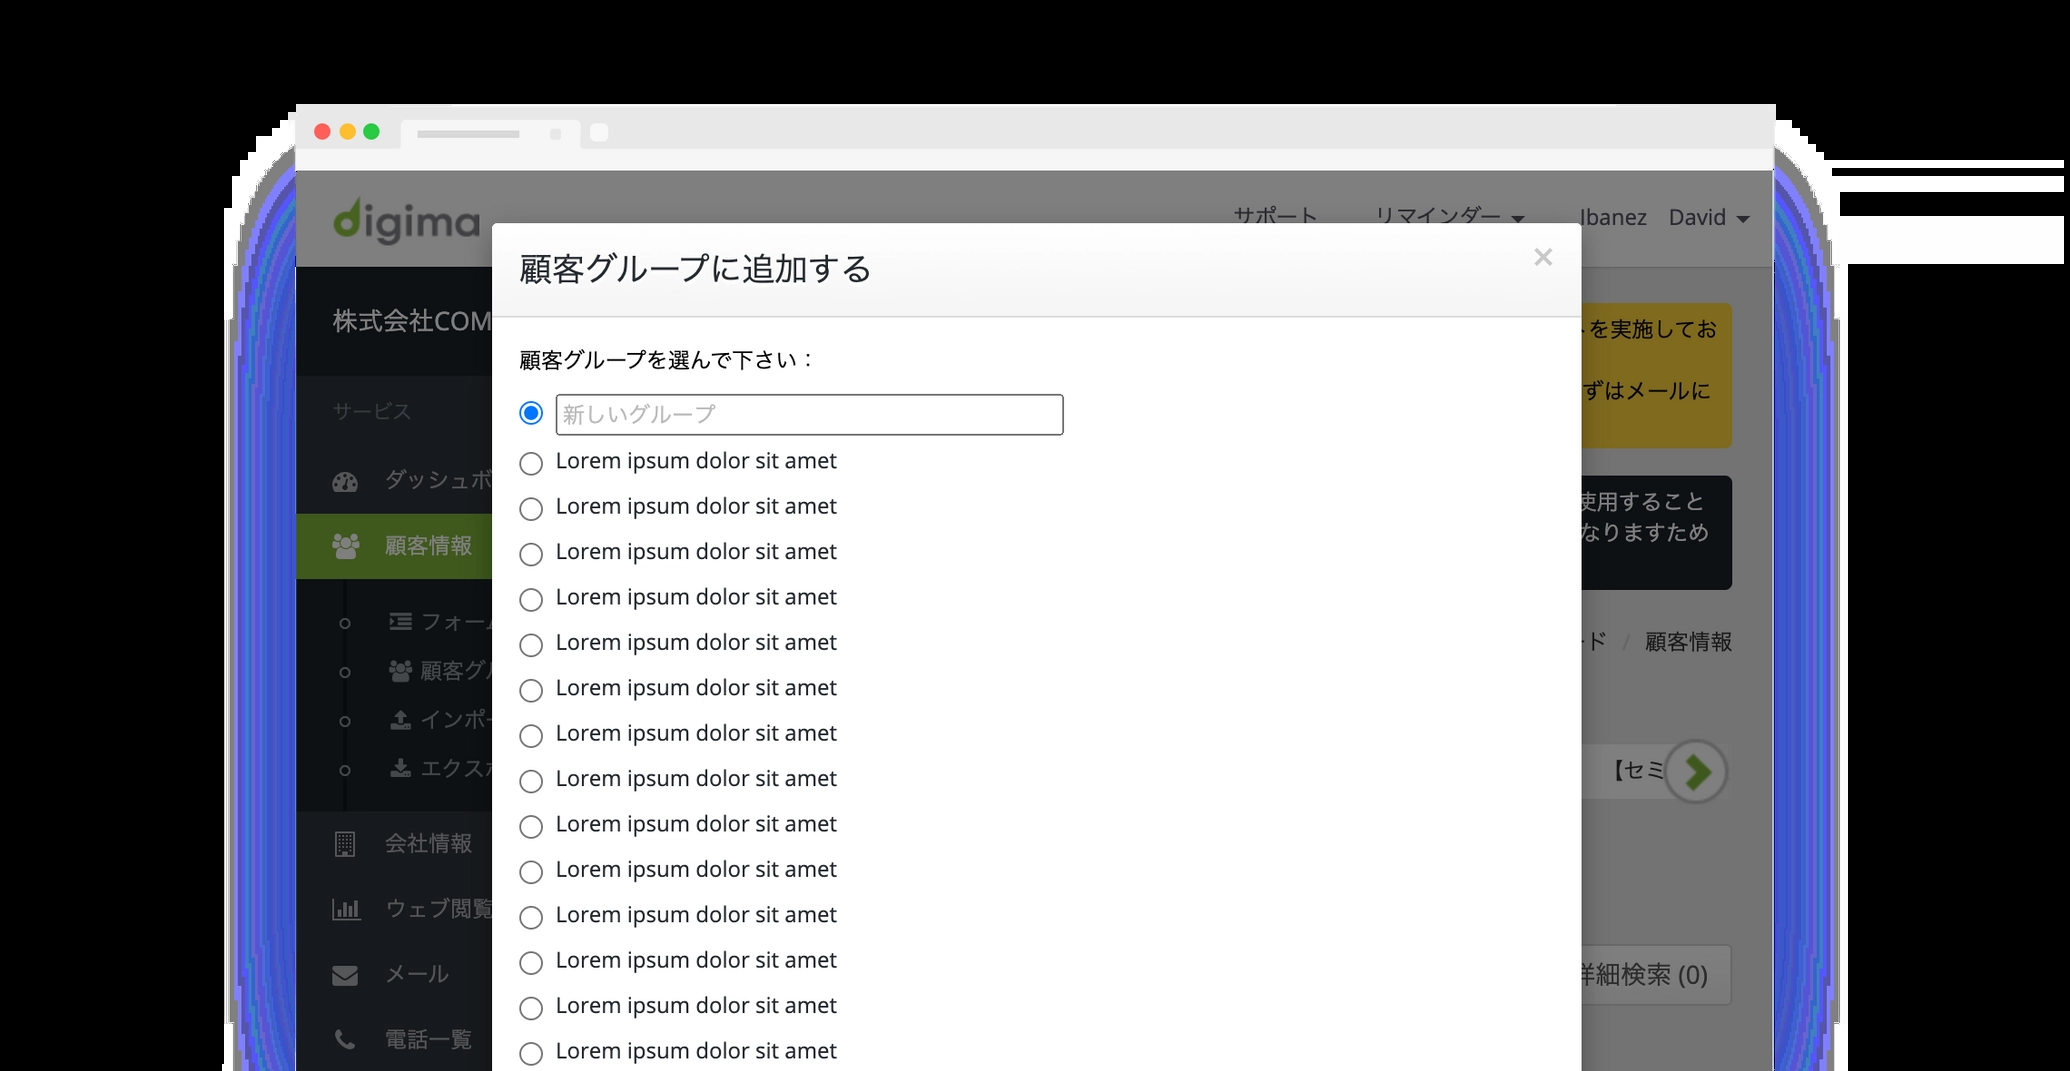 digima
サポート
リマインダー
Ibanez David
顧客グループに追加する
×
株式会社COM
を実施してお
ずはメールに
顧客グループを選んで下さい：
新しいグループ
サービス
Lorem ipsum dolor sit amet
ダッシュボ
Lorem ipsum dolor sit amet
使用すること
なりますため
顧客情報
Lorem ipsum dolor sit amet
Lorem ipsum dolor sit amet
フォーム
Lorem ipsum dolor sit amet
ード / 顧客情報
顧客グル
Lorem ipsum dolor sit amet
インポー
Lorem ipsum dolor sit amet
エクスポ
Lorem ipsum dolor sit amet
【セミ
Lorem ipsum dolor sit amet
会社情報
Lorem ipsum dolor sit amet
ウェブ閲覧
Lorem ipsum dolor sit amet
メール
Lorem ipsum dolor sit amet
詳細検索 (0)
Lorem ipsum dolor sit amet
電話一覧
Lorem ipsum dolor sit amet